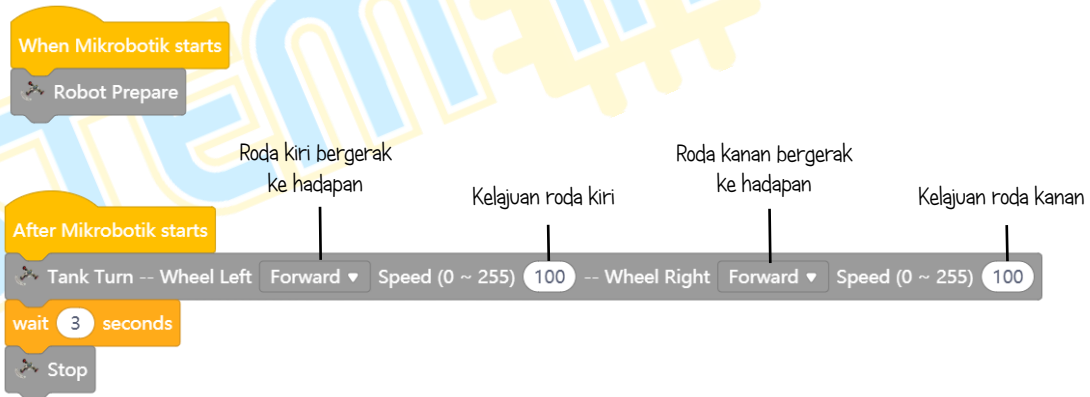 When Mikrobotik starts
Robot Prepare
Roda kiri bergerak
ke hadapan
Kelajuan roda kiri
Roda kanan bergerak
ke hadapan
Kelajuan roda kanan
After Mikrobotik starts
Tank Turn -- Wheel Left Forward ▼ Speed (0 ~ 255) 100 -- Wheel Right Forward ▼ Speed (0 ~ 255) 100
wait 3 seconds
Stop